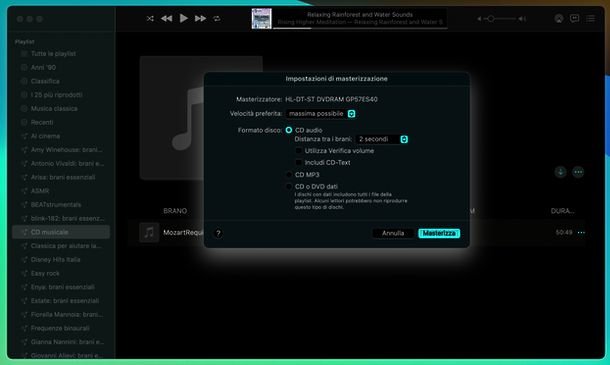 Relaxing Rainforest and Water Sounds
Rising Higher Meditation — Relaxing Rainforest and Water S
Playlist
Tutte le playlist
Anni '90
Classifica
I 25 più riprodotti
Musica classica
Recenti
Al cinema
Amy Winehouse: brani e...
Antonio Vivaldi: brani e...
Arisa: brani essenziali
ASMR
BEATstrumentals
blink-182: brani essenz...
CD musicale
Classica per aiutare la...
Disney Hits Italia
Easy rock
Enya: brani essenziali
Estate: brani essenziali
Fiorella Mannoia: brani...
Frequenze binaurali
Gianna Nannini: brani e...
Giovanni Allevi: brani e...
Impostazioni di masterizzazione
Masterizzatore: HL-DT-ST DVDRAM GP57ES40
Velocità preferita: massima possibile
Formato disco: CD audio
Distanza tra i brani: 2 secondi
Utilizza Verifica volume
Includi CD-Text
CD MP3
CD o DVD dati
I dischi con dati includono tutti i file della
playlist. Alcuni lettori potrebbero non riprodurre
questo tipo di dischi.
? Annulla Masterizza
BRANO M DURA...
MozartRequi 50:49